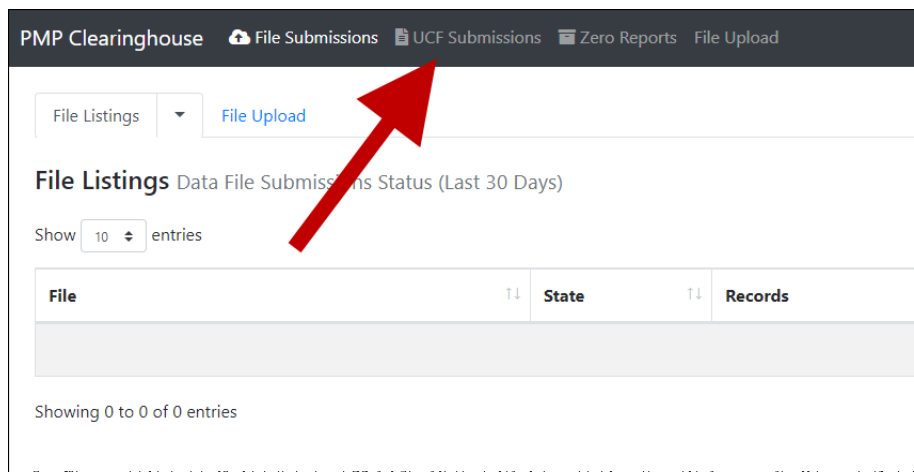 PMP Clearinghouse File Submissions UCF Submissions Zero Reports File Upload
File Listings File Upload
File Listings Data File Submissions Status (Last 30 Days)
Show 10 entries
File State Records
Showing 0 to 0 of 0 entries